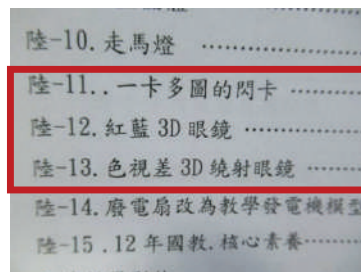 陸-10.走馬燈 ……………
陸-11..一卡多圖的閃卡 …………
陸-12.紅藍 3D 眼鏡 ……………
陸-13.色視差 3D 繞射眼鏡 ………
陸-14.廢電扇改為教學發電機模型
陸-15 .12 年國教.核心素養………